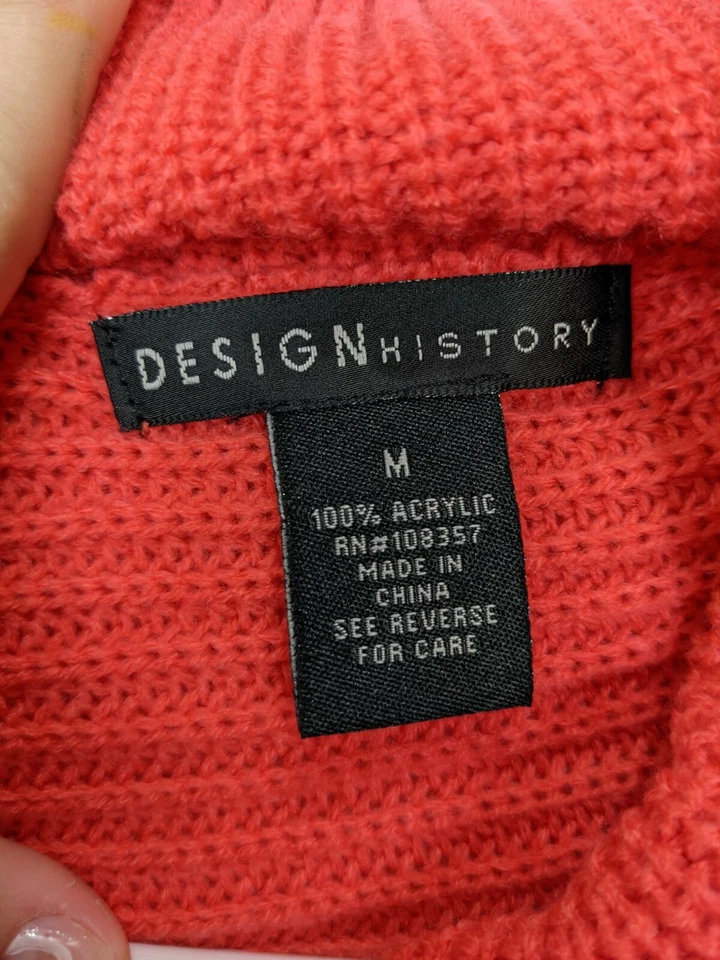 DESIGN HISTORY
M
100% ACRYLIC
RN#108357
MADE IN
CHINA
SEE REVERSE
FOR CARE